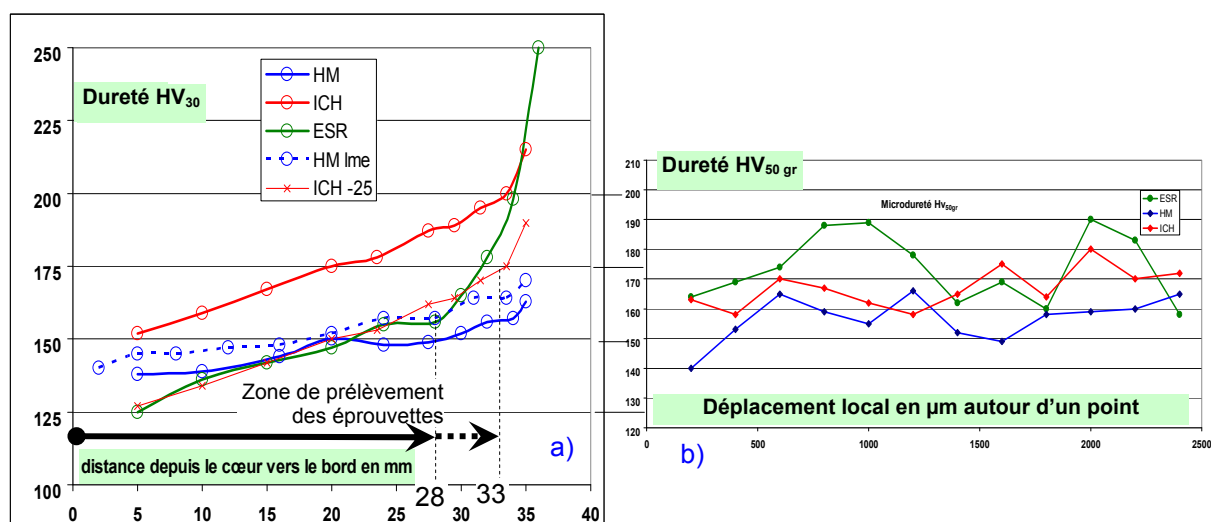 250
225
200
175
150
125
100
Dureté HV30
HM
ICH
ESR
HM lme
ICH -25
Zone de prélèvement
des éprouvettes
a)
distance depuis le cœur vers le bord en mm
28
33
0
5
10
15
20
25
30
35
40
Dureté HV50 gr
210
200
190
180
170
160
150
140
130
120
Microdureté Hv50gr
ESR
HM
ICH
Déplacement local en µm autour d'un point
b)
0
500
1000
1500
2000
2500